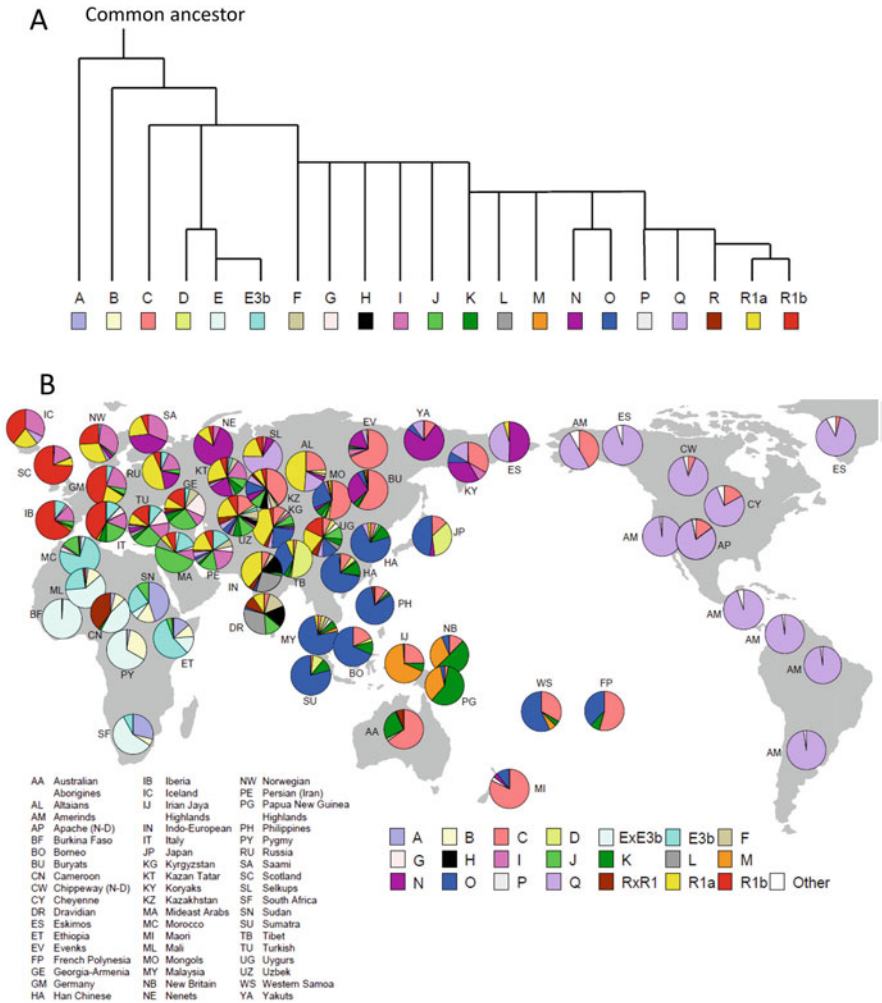 A
Common ancestor
A B C D E E3b F G H I J K L M N O P Q R R1a R1b
B
IC
NW
SA
NE
SL
AL
EV
YA
ES
AM
ES
CW
ES
SC
GM
RU
KT
KZ
MO
BU
KY
CY
IB
IT
TU
GE
UZ
KG
UG
HA
JP
AM
AP
MC
MA
PE
IN
TB
HA
ML
SN
BF
CN
DR
PH
AM
PY
ET
MY
BO
IJ
NB
AM
AM
SU
PG
WS
FP
SF
AA
AM
MI
AA Australian Aborigines
AL Altaians
AM Amerinds
AP Apache (N-D)
BF Burkina Faso
BO Borneo
BU Buryats
CN Cameroon
CW Chippeway (N-D)
CY Cheyenne
DR Dravidian
ES Eskimos
ET Ethiopia
EV Evenks
FP French Polynesia
GE Georgia-Armenia
GM Germany
HA Han Chinese
IB Iberia
IC Iceland
IJ Irian Jaya Highlands
IN Indo-European
IT Italy
JP Japan
KG Kyrgyzstan
KT Kazan Tatar
KY Koryaks
KZ Kazakhstan
MA Mideast Arabs
MC Morocco
MI Maori
ML Mali
MO Mongols
MY Malaysia
NB New Britain
NE Nenets
NW Norwegian
PE Persian (Iran)
PG Papua New Guinea Highlands
PH Philippines
PY Pygmy
RU Russia
SA Saami
SC Scotland
SL Selkups
SF South Africa
SN Sudan
SU Sumatra
TB Tibet
TU Turkish
UG Uygurs
UZ Uzbek
WS Western Samoa
YA Yakuts
A B C D ExE3b E3b F
G H I J K L M
N O P Q RxR1 R1a R1b Other